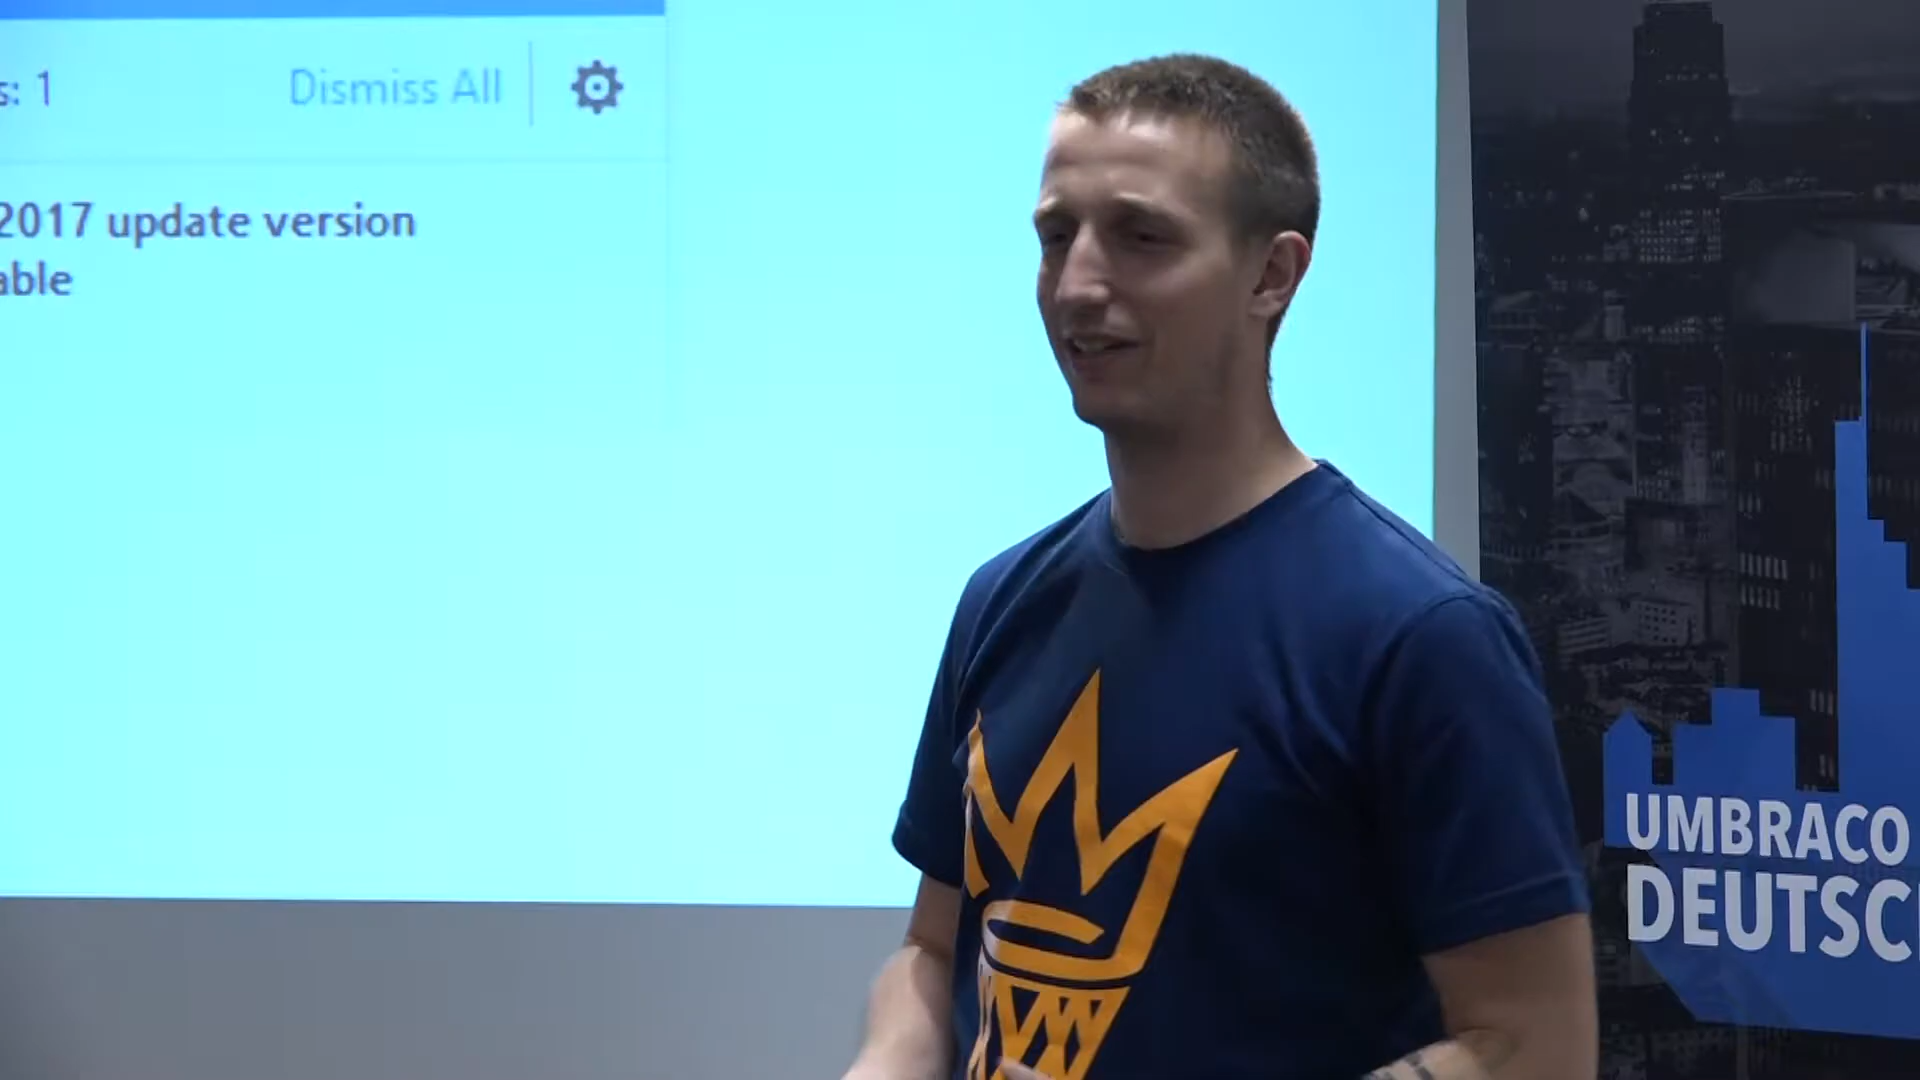 s: 1 Dismiss All
2017 update version
able
UMBRACO
DEUTSC